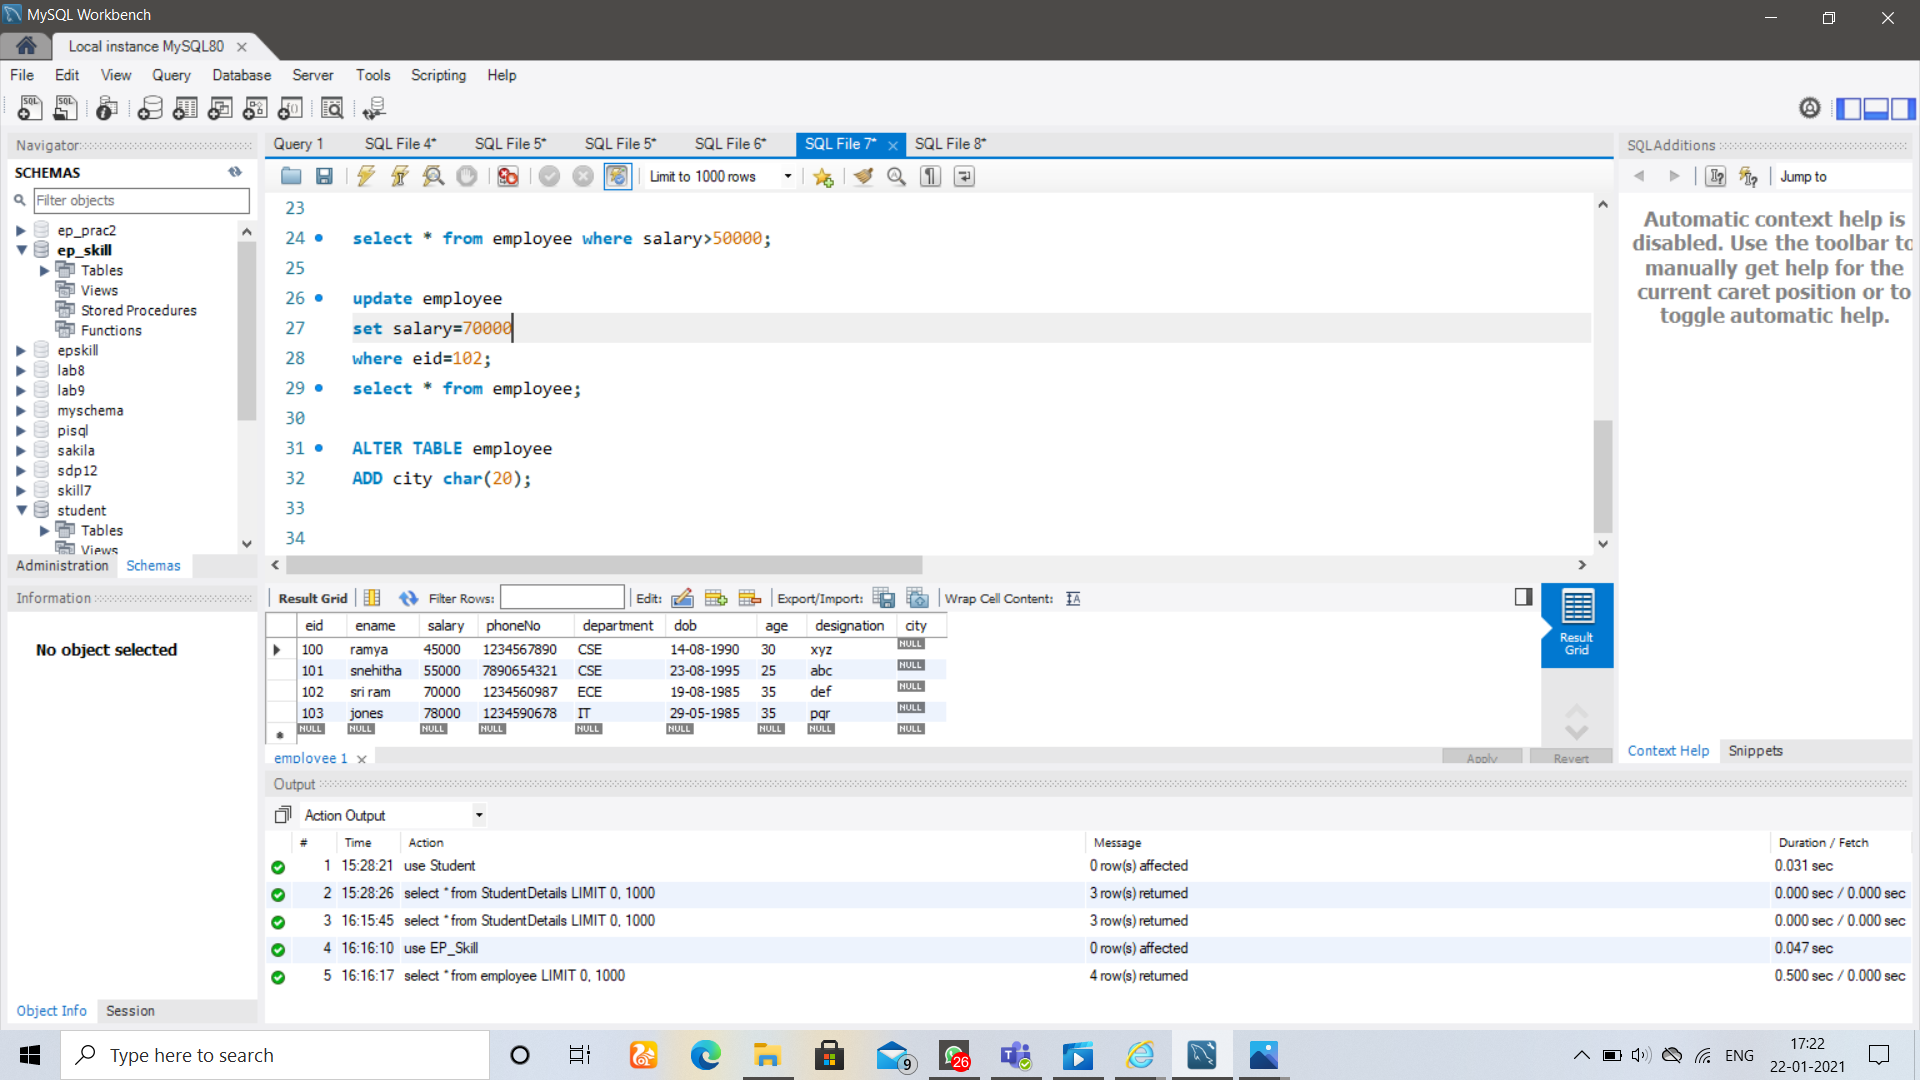 MySQL Workbench
Local instance MySQL80
File Edit View Query Database Server Tools Scripting Help
Navigator
SCHEMAS
Filter objects
ep_prac2
ep_skill
Tables
Views
Stored Procedures
Functions
epskill
lab8
lab9
myschema
pisql
sakila
sdp12
skill7
student
Tables
Views
Administration Schemas
Information
No object selected
Object Info Session
Query 1 SQL File 4* SQL File 5* SQL File 5* SQL File 6* SQL File 7* SQL File 8*
Limit to 1000 rows
23
24 select * from employee where salary>50000;
25
26 update employee
27 set salary=70000
28 where eid=102;
29 select * from employee;
30
31 ALTER TABLE employee
32 ADD city char(20);
33
34
Result Grid Filter Rows: Edit: Export/Import: Wrap Cell Content:
eid ename salary phoneNo department dob age designation city
100 ramya 45000 1234567890 CSE 14-08-1990 30 xyz NULL
101 snehitha 55000 7890654321 CSE 23-08-1995 25 abc NULL
102 sri ram 70000 1234560987 ECE 19-08-1985 35 def NULL
103 jones 78000 1234590678 IT 29-05-1985 35 pqr NULL
NULL NULL NULL NULL NULL NULL NULL NULL NULL
Result
Grid
employee 1
Apply Revert
SQLAdditions
Jump to
Automatic context help is
disabled. Use the toolbar to
manually get help for the
current caret position or to
toggle automatic help.
Context Help Snippets
Output
Action Output
# Time Action Message Duration / Fetch
1 15:28:21 use Student 0 row(s) affected 0.031 sec
2 15:28:26 select * from StudentDetails LIMIT 0, 1000 3 row(s) returned 0.000 sec / 0.000 sec
3 16:15:45 select * from StudentDetails LIMIT 0, 1000 3 row(s) returned 0.000 sec / 0.000 sec
4 16:16:10 use EP_Skill 0 row(s) affected 0.047 sec
5 16:16:17 select * from employee LIMIT 0, 1000 4 row(s) returned 0.500 sec / 0.000 sec
Type here to search
9
26
ENG
17:22
22-01-2021